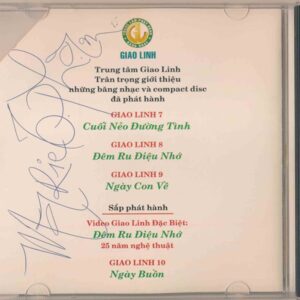 GIAO LINH
Trung tâm Giao Linh
Trân trọng giới thiệu
những băng nhạc và compact disc
đã phát hành
GIAO LINH 7
Cuối Nẻo Đường Tình
GIAO LINH 8
Đêm Ru Điệu Nhớ
GIAO LINH 9
Ngày Con Về
Sắp phát hành
Video Giao Linh Đặc Biệt:
Đêm Ru Điệu Nhớ
25 năm nghệ thuật
GIAO LINH 10
Ngày Buồn